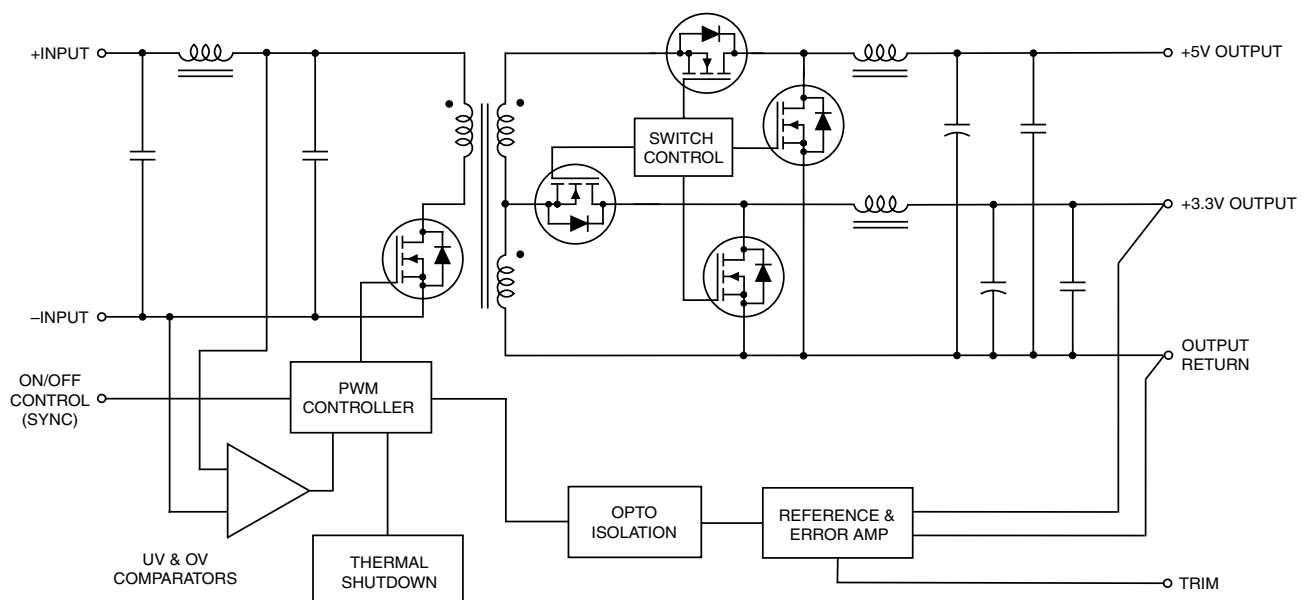 +INPUT
+5V OUTPUT
SWITCH
CONTROL
+3.3V OUTPUT
–INPUT
OUTPUT
RETURN
ON/OFF
CONTROL
(SYNC)
PWM
CONTROLLER
OPTO
ISOLATION
REFERENCE &
ERROR AMP
UV & OV
COMPARATORS
THERMAL
SHUTDOWN
TRIM